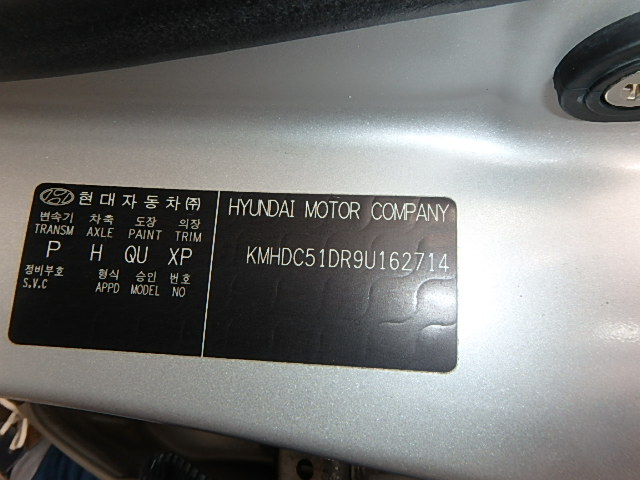 현대자동차㈜
변속기 차축 도장 의장
TRANSM AXLE PAINT TRIM
P H QU XP
정비부호 형식 승인 번호
S.V.C APPD MODEL NO
HYUNDAI MOTOR COMPANY
KMHDC51DR9U162714